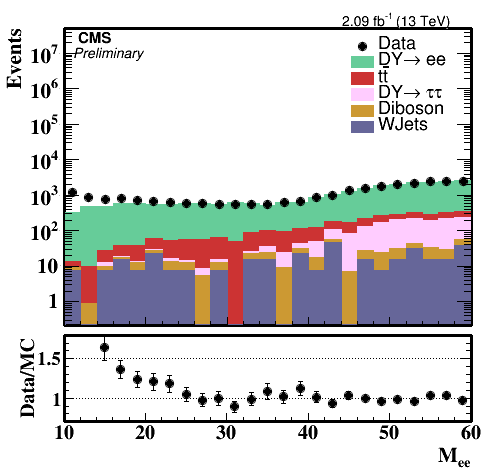 2.09 fb⁻¹ (13 TeV)
CMS
Preliminary
Events
10⁷
10⁶
10⁵
10⁴
10³
10²
10
1
Data
DY→ ee
tt̄
DY→ ττ
Diboson
WJets
Data/MC
1.5
1
10 20 30 40 50 60
M_ee